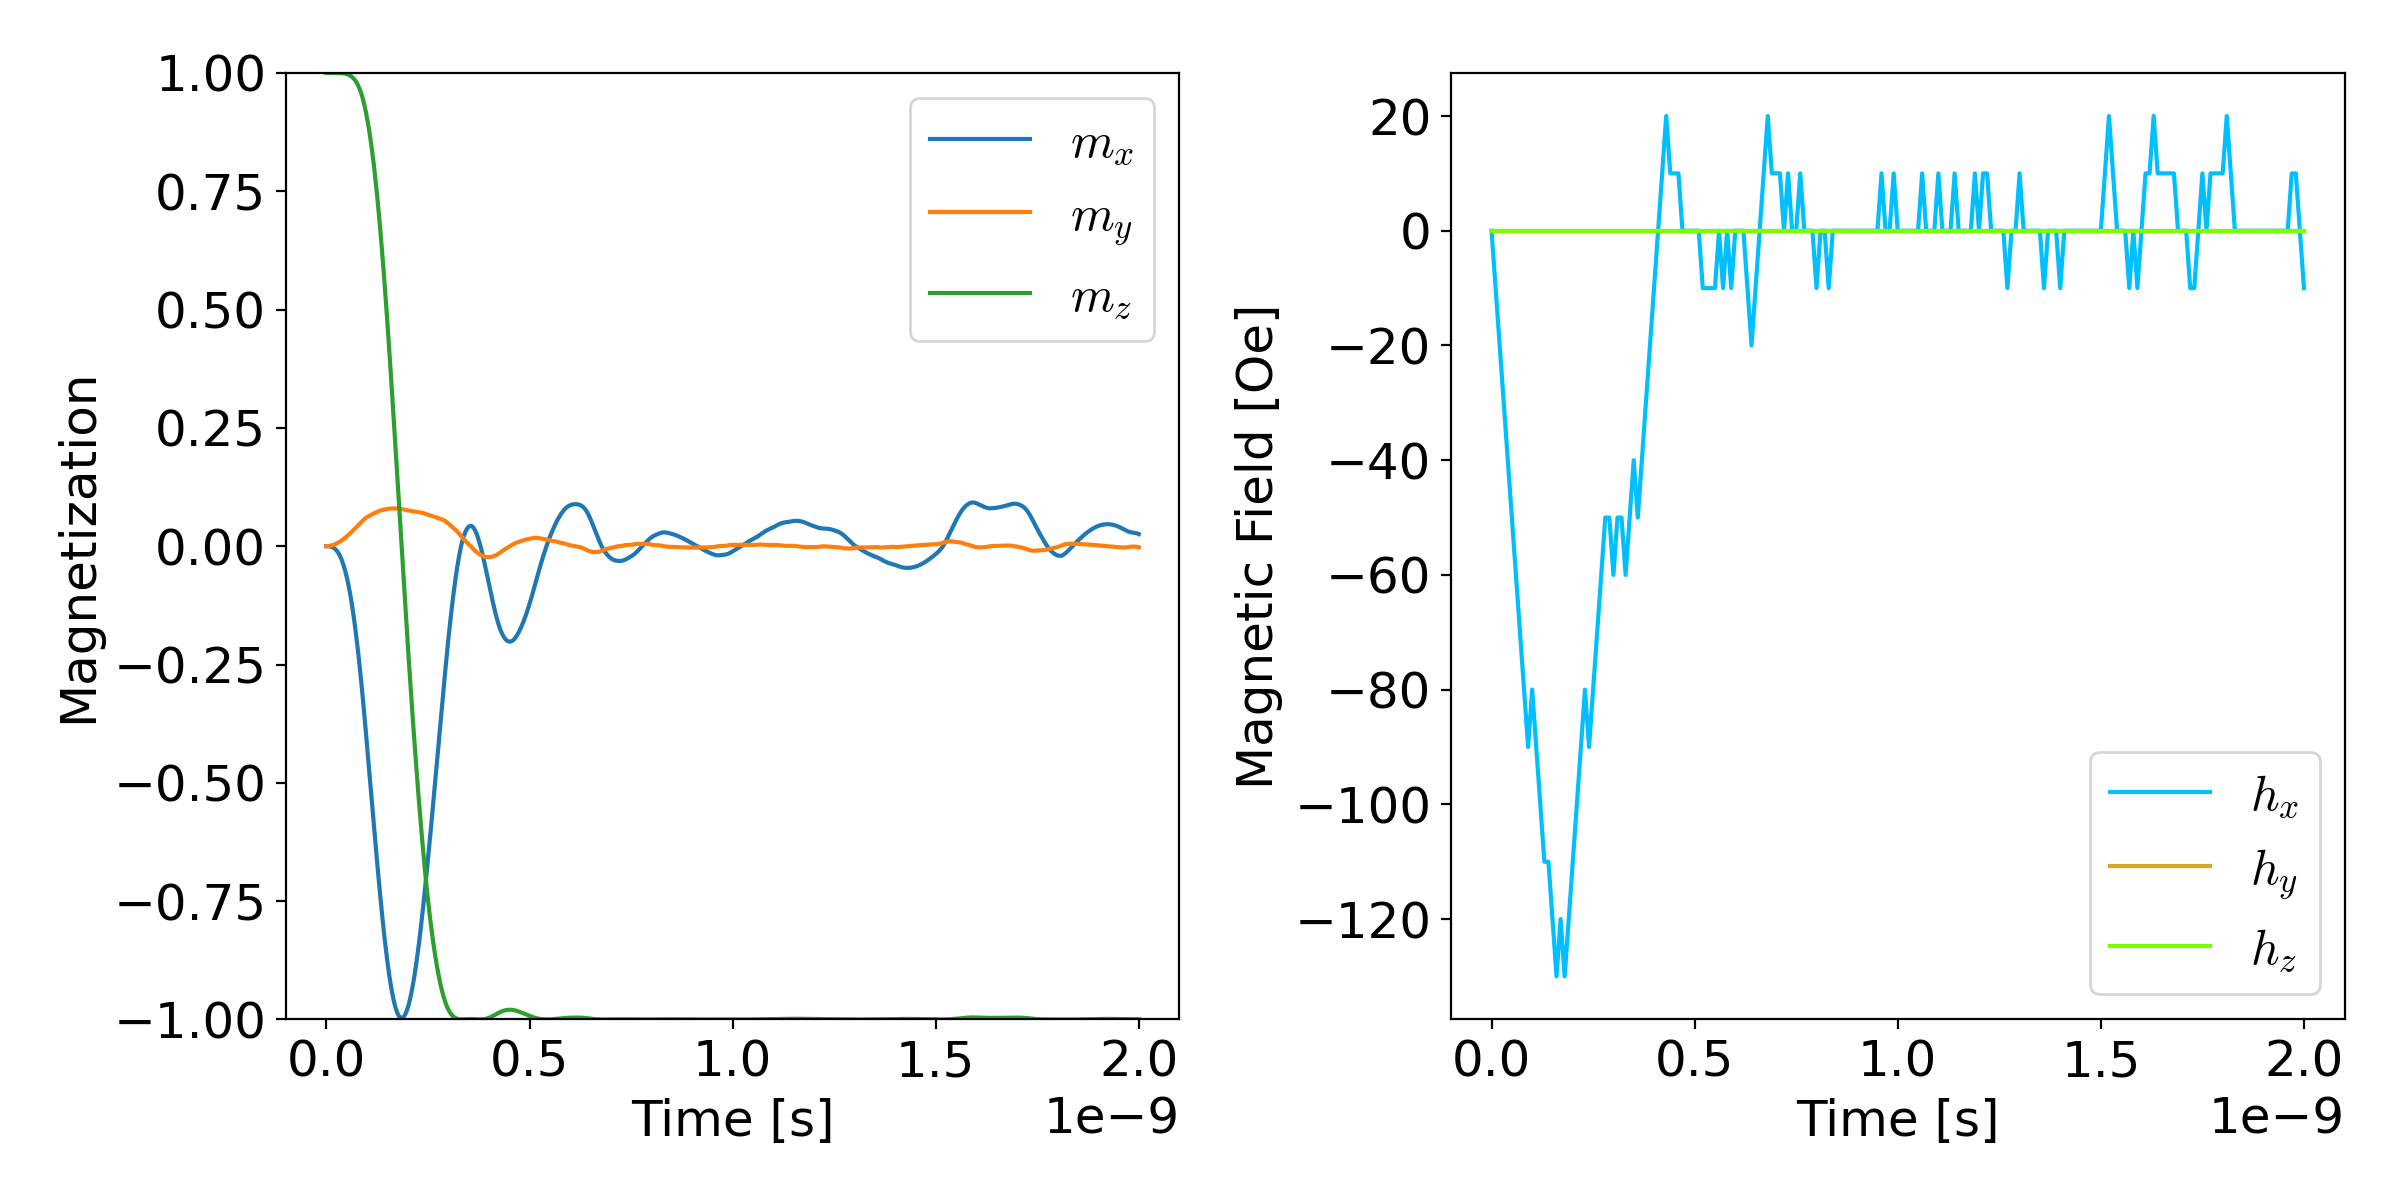 1.00
0.75
0.50
0.25
0.00
−0.25
−0.50
−0.75
−1.00
Magnetization
0.0 0.5 1.0 1.5 2.0
Time [s]
1e−9
m_x
m_y
m_z
20
0
−20
−40
−60
−80
−100
−120
Magnetic Field [Oe]
0.0 0.5 1.0 1.5 2.0
Time [s]
1e−9
h_x
h_y
h_z